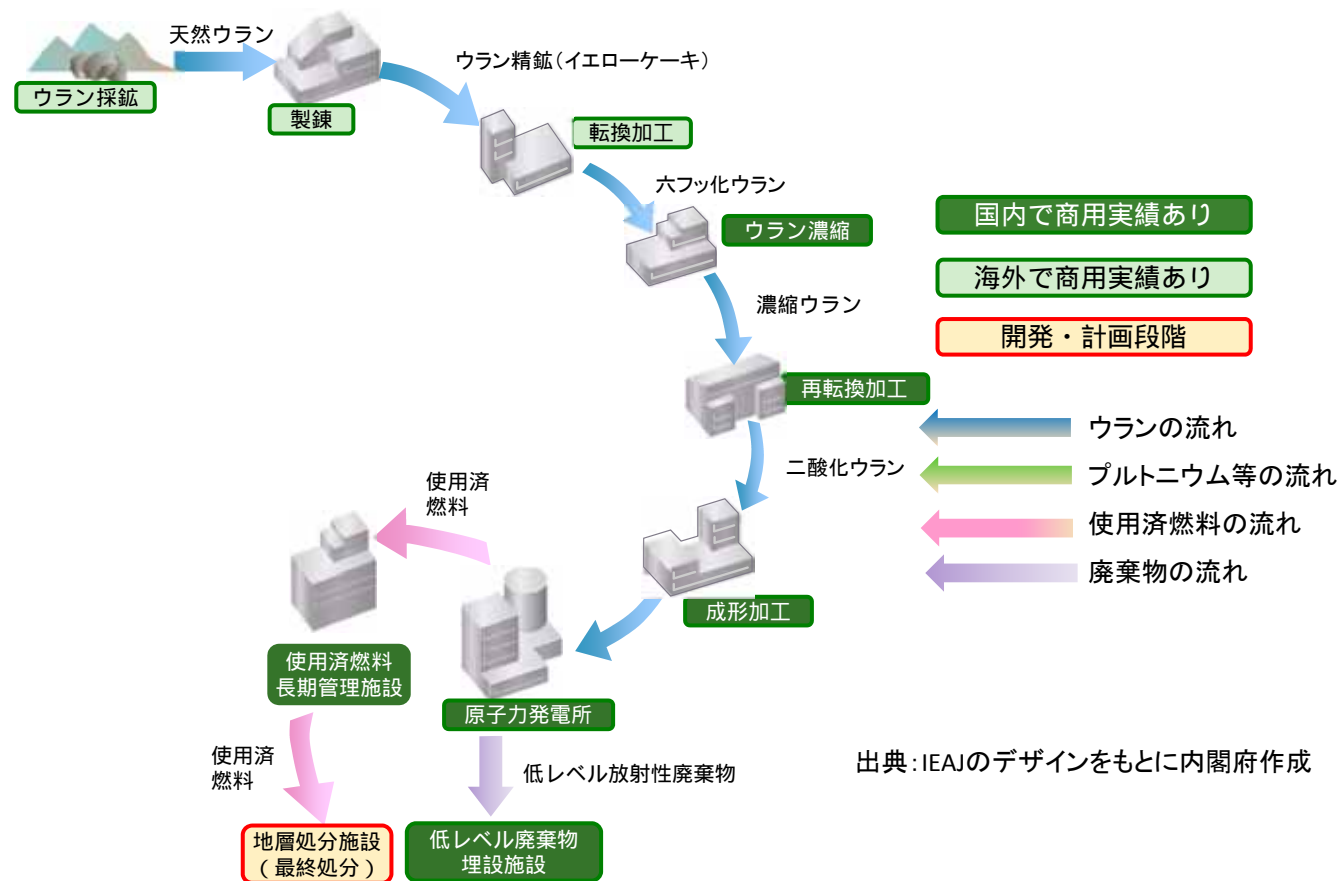 天然ウラン
ウラン採鉱
製錬
ウラン精鉱（イエローケーキ）
転換加工
六フッ化ウラン
ウラン濃縮
濃縮ウラン
再転換加工
二酸化ウラン
成形加工
使用済
燃料
使用済燃料
長期管理施設
原子力発電所
使用済
燃料
低レベル放射性廃棄物
地層処分施設
（最終処分）
低レベル廃棄物
埋設施設
国内で商用実績あり
海外で商用実績あり
開発・計画段階
ウランの流れ
プルトニウム等の流れ
使用済燃料の流れ
廃棄物の流れ
出典：IEAJのデザインをもとに内閣府作成